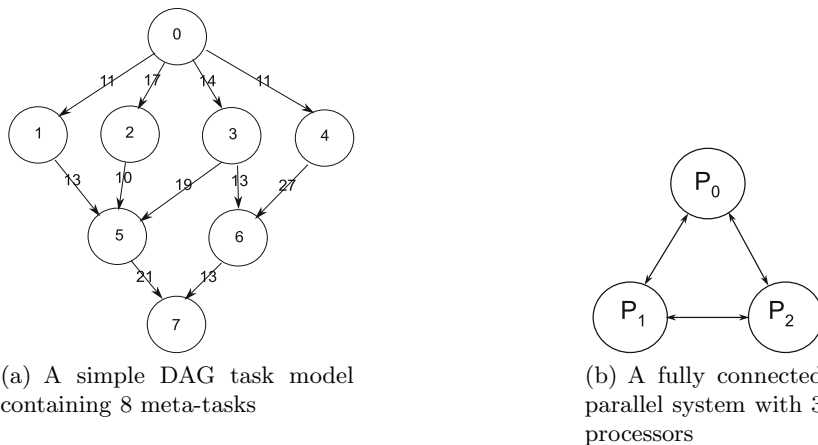 0
11 17 14 11
1 2 3 4
13 10 19 13 27
5 6
21 13
7
P0
P1 P2
(a) A simple DAG task model
containing 8 meta-tasks
(b) A fully connected
parallel system with 3
processors